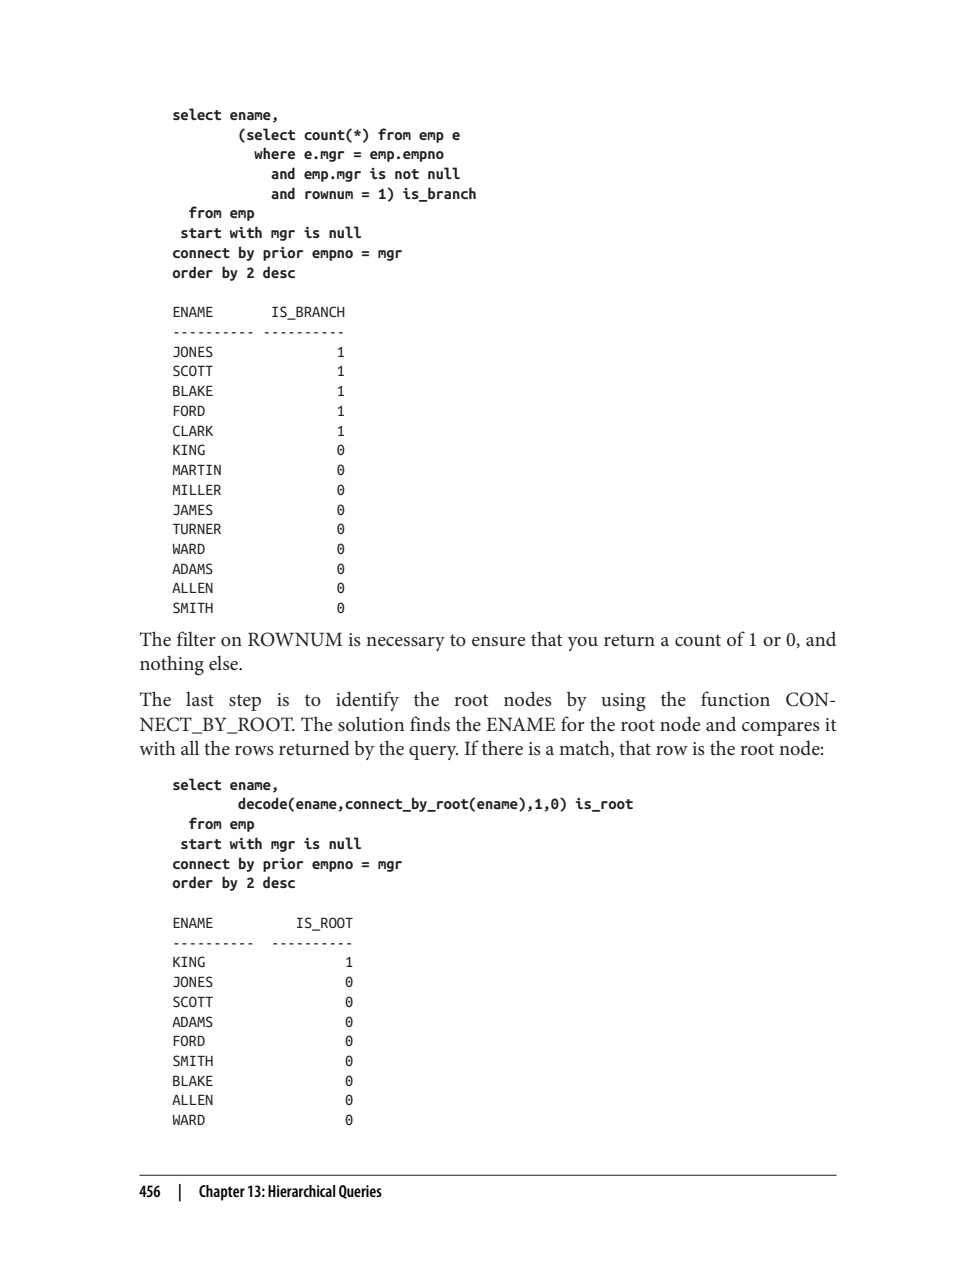 select ename,
        (select count(*) from emp e
          where e.mgr = emp.empno
            and emp.mgr is not null
            and rownum = 1) is_branch
  from emp
 start with mgr is null
connect by prior empno = mgr
order by 2 desc
ENAME       IS_BRANCH
---------- ----------
JONES               1
SCOTT               1
BLAKE               1
FORD                1
CLARK               1
KING                0
MARTIN              0
MILLER              0
JAMES               0
TURNER              0
WARD                0
ADAMS               0
ALLEN               0
SMITH               0
The filter on ROWNUM is necessary to ensure that you return a count of 1 or 0, and
nothing else.
The last step is to identify the root nodes by using the function CON-
NECT_BY_ROOT. The solution finds the ENAME for the root node and compares it
with all the rows returned by the query. If there is a match, that row is the root node:
select ename,
        decode(ename,connect_by_root(ename),1,0) is_root
  from emp
 start with mgr is null
connect by prior empno = mgr
order by 2 desc
ENAME          IS_ROOT
----------  ----------
KING                 1
JONES                0
SCOTT                0
ADAMS                0
FORD                 0
SMITH                0
BLAKE                0
ALLEN                0
WARD                 0
456 | Chapter 13: Hierarchical Queries